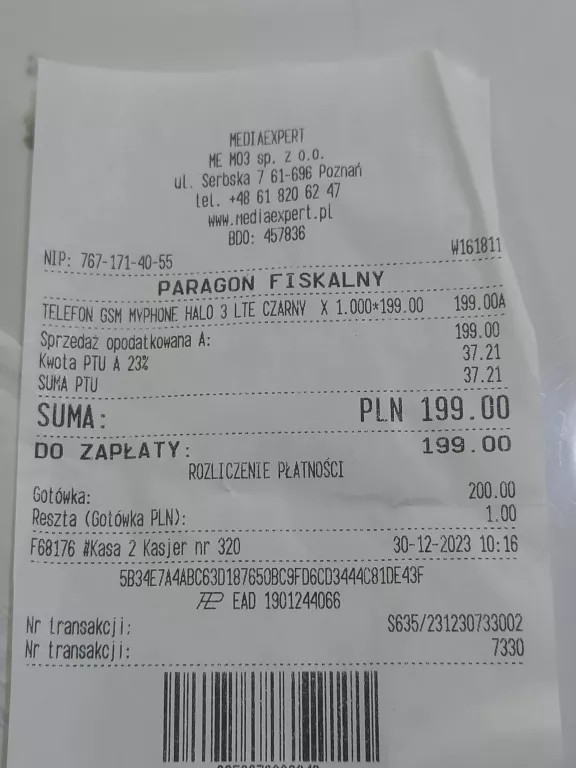 MEDIAEXPERT
ME M03 sp. z o.o.
ul. Serbska 7 61-696 Poznań
tel. +48 61 820 62 47
www.mediaexpert.pl
BDO: 457836
NIP: 767-171-40-55 W161811
PARAGON FISKALNY
TELEFON GSM MYPHONE HALO 3 LTE CZARNY X 1.000*199.00 199.00A
Sprzedaż opodatkowana A: 199.00
Kwota PTU A 23% 37.21
SUMA PTU 37.21
SUMA: PLN 199.00
DO ZAPŁATY: 199.00
ROZLICZENIE PŁATNOŚCI
Gotówka: 200.00
Reszta (Gotówka PLN): 1.00
F68176 #Kasa 2 Kasjer nr 320 30-12-2023 10:16
5B34E7A4ABC63D18765OBC9FD6CD3444C81DE43F
EAD 1901244066
Nr transakcji: S635/231230733002
Nr transakcji: 7330